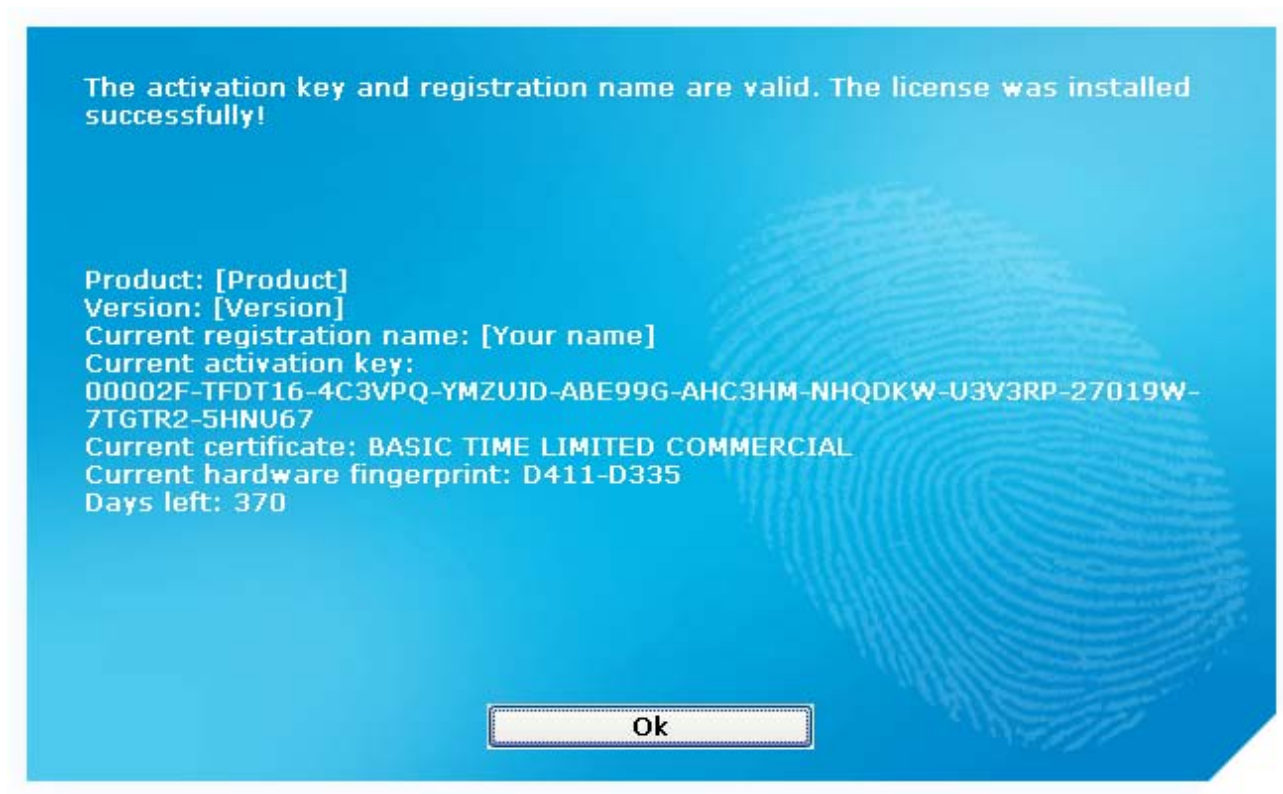 The activation key and registration name are valid. The license was installed
successfully!
Product: [Product]
Version: [Version]
Current registration name: [Your name]
Current activation key:
00002F-TFDT16-4C3VPQ-YMZUJD-ABE99G-AHC3HM-NHQDKW-U3V3RP-27019W-
7TGTR2-5HNU67
Current certificate: BASIC TIME LIMITED COMMERCIAL
Current hardware fingerprint: D411-D335
Days left: 370
Ok